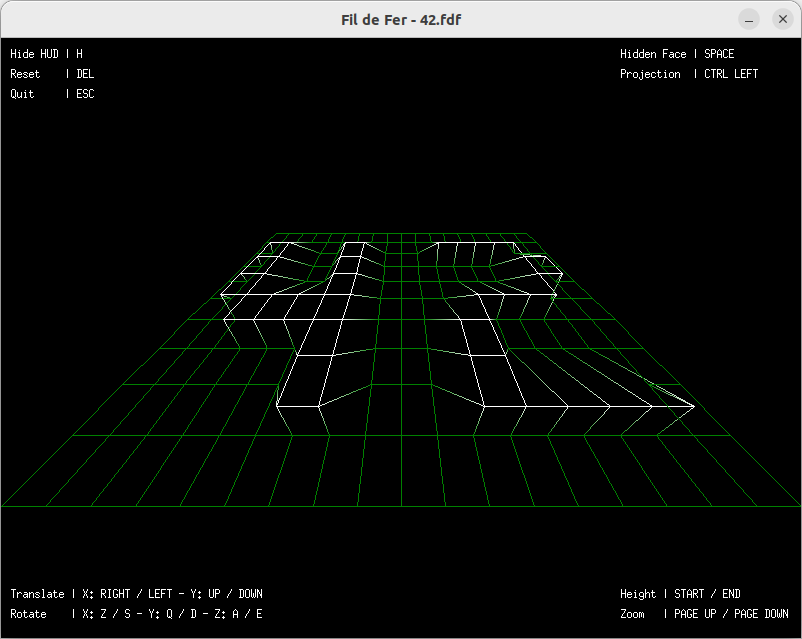 Fil de Fer - 42.fdf
Hide HUD | H
Reset | DEL
Quit | ESC
Hidden Face | SPACE
Projection | CTRL LEFT
Translate | X: RIGHT / LEFT - Y: UP / DOWN
Rotate | X: Z / S - Y: Q / D - Z: A / E
Height | START / END
Zoom | PAGE UP / PAGE DOWN